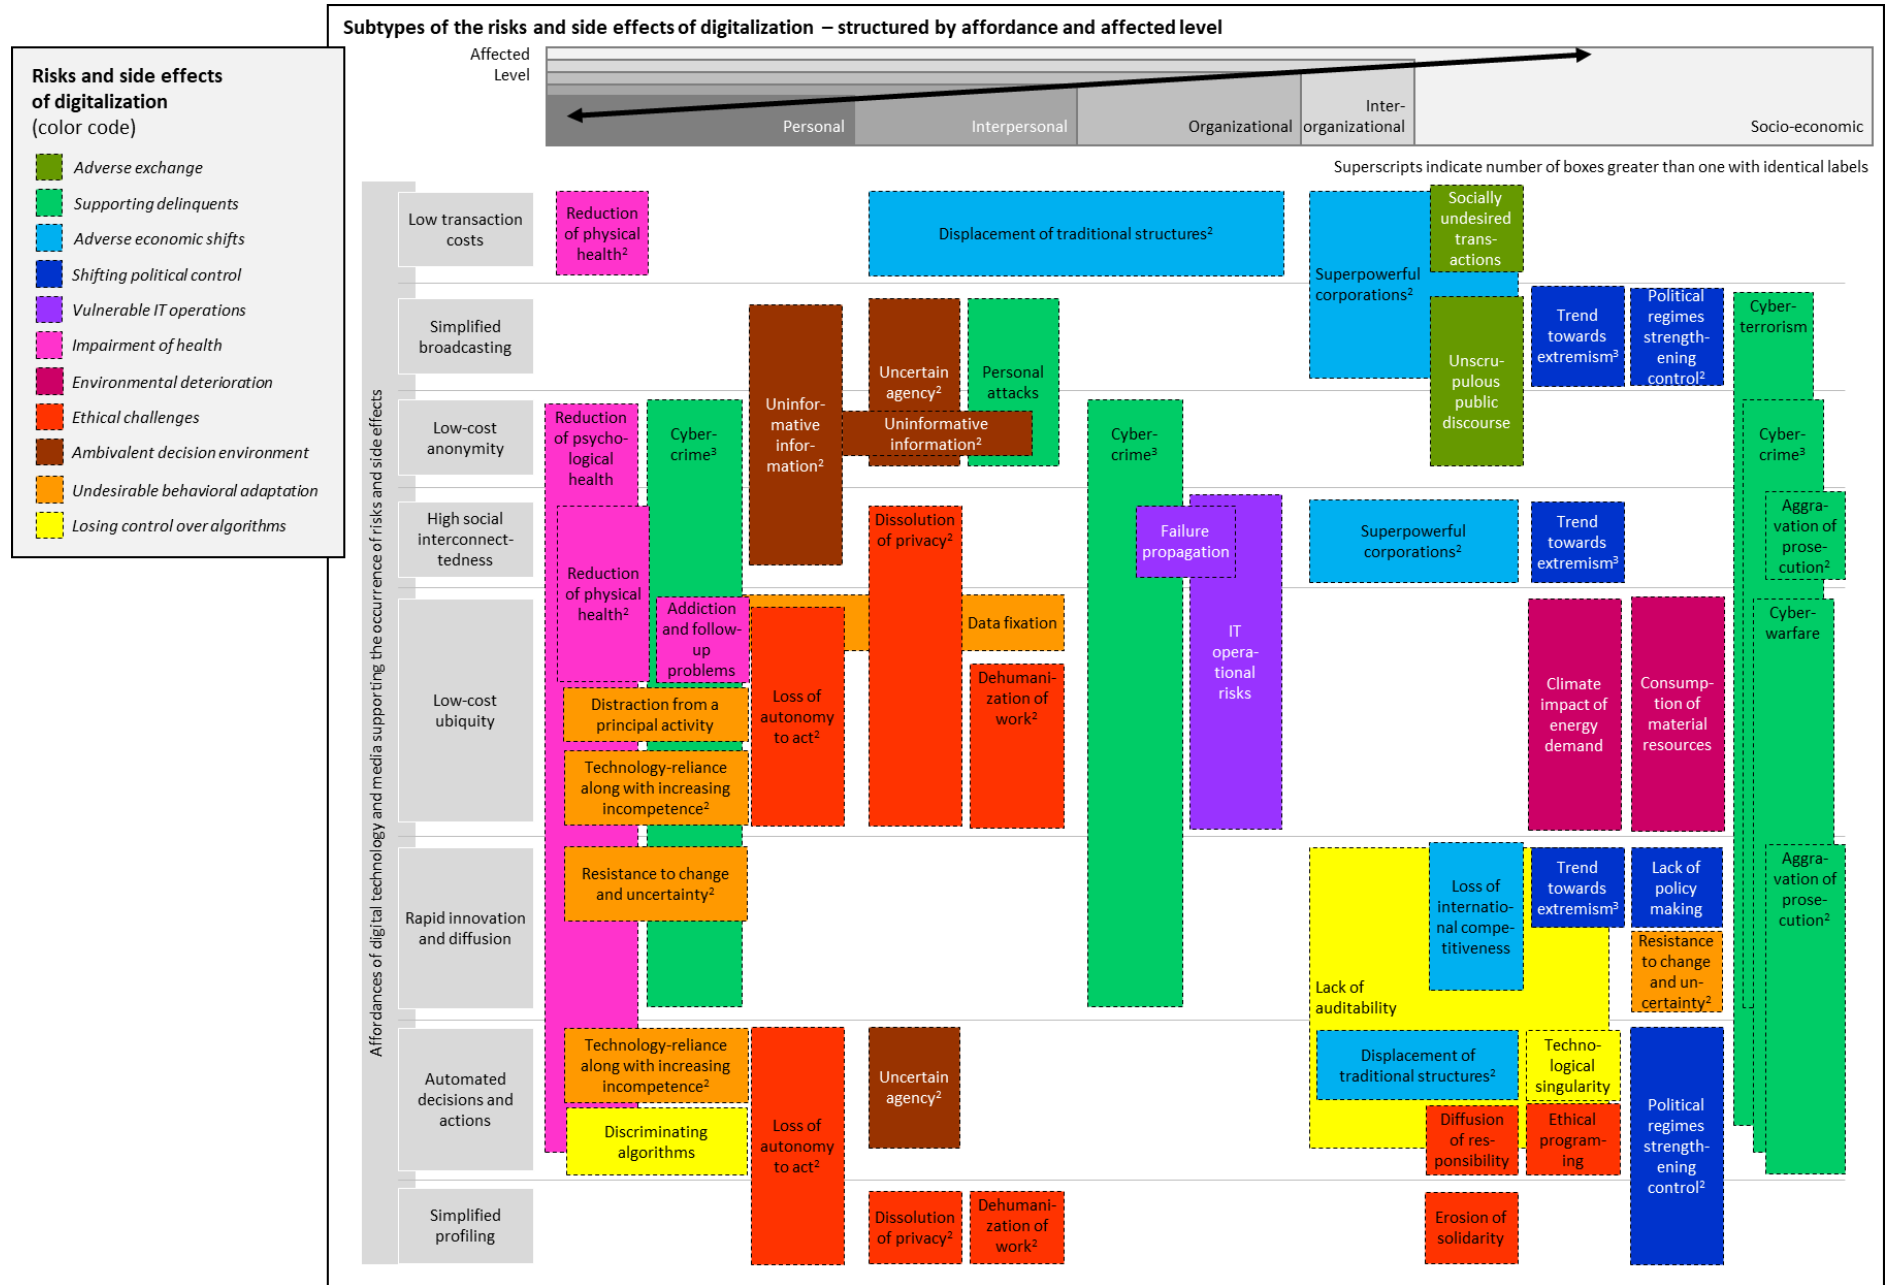 Subtypes of the risks and side effects of digitalization – structured by affordance and affected level
Affected
Level
Personal
Interpersonal
Organizational
Inter-
organizational
Socio-economic
Superscripts indicate number of boxes greater than one with identical labels
Risks and side effects
of digitalization
(color code)
Adverse exchange
Supporting delinquents
Adverse economic shifts
Shifting political control
Vulnerable IT operations
Impairment of health
Environmental deterioration
Ethical challenges
Ambivalent decision environment
Undesirable behavioral adaptation
Losing control over algorithms
Affordances of digital technology and media supporting the occurrence of risks and side effects
Low transaction
costs
Reduction
of physical
health²
Displacement of traditional structures²
Superpowerful
corporations²
Socially
undesired
trans-
actions
Simplified
broadcasting
Uninfor-
mative
infor-
mation²
Uncertain
agency²
Personal
attacks
Unscru-
pulous
public
discourse
Trend
towards
extremism³
Political
regimes
strength-
ening
control²
Cyber-
terrorism
Low-cost
anonymity
Reduction
of psycho-
logical
health
Cyber-
crime³
Uninformative
information²
Cyber-
crime³
Cyber-
crime³
High social
interconnect-
tedness
Reduction
of physical
health²
Dissolution
of privacy²
Failure
propagation
IT
opera-
tional
risks
Superpowerful
corporations²
Trend
towards
extremism³
Aggra-
vation of
prose-
cution²
Low-cost
ubiquity
Addiction
and follow-
up
problems
Data fixation
Distraction from a
principal activity
Technology-reliance
along with increasing
incompetence²
Loss of
autonomy
to act²
Dehumani-
zation of
work²
Climate
impact of
energy
demand
Consump-
tion of
material
resources
Cyber-
warfare
Rapid innovation
and diffusion
Resistance to change
and uncertainty²
Lack of
auditability
Loss of
internatio-
nal compe-
titiveness
Trend
towards
extremism³
Lack of
policy
making
Resistance
to change
and un-
certainty²
Aggra-
vation of
prose-
cution²
Automated
decisions and
actions
Technology-reliance
along with increasing
incompetence²
Discriminating
algorithms
Loss of
autonomy
to act²
Uncertain
agency²
Displacement of
traditional structures²
Techno-
logical
singularity
Diffusion
of res-
ponsibility
Ethical
program-
ing
Political
regimes
strength-
ening
control²
Simplified
profiling
Dissolution
of privacy²
Dehumani-
zation of
work²
Erosion of
solidarity